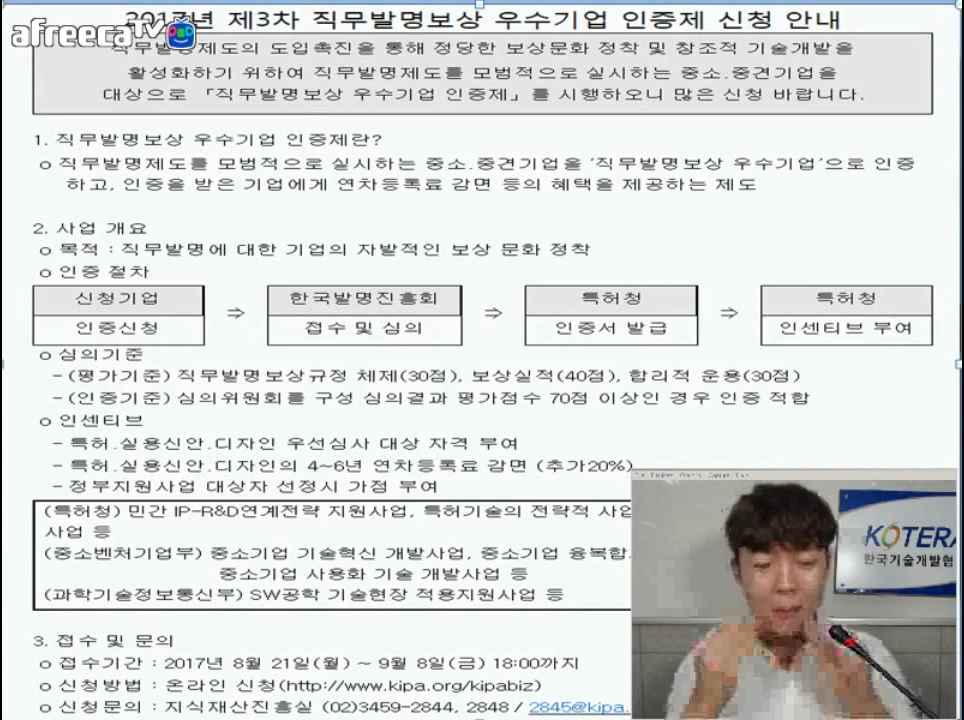 afreecaTV
2017년 제3차 직무발명보상 우수기업 인증제 신청 안내
직무발명제도의 도입촉진을 통해 정당한 보상문화 정착 및 창조적 기술개발을
활성화하기 위하여 직무발명제도를 모범적으로 실시하는 중소.중견기업을
대상으로 「직무발명보상 우수기업 인증제」를 시행하오니 많은 신청 바랍니다.
1. 직무발명보상 우수기업 인증제란?
o 직무발명제도를 모범적으로 실시하는 중소.중견기업을 '직무발명보상 우수기업'으로 인증
하고, 인증을 받은 기업에게 연차등록료 감면 등의 혜택을 제공하는 제도
2. 사업 개요
o 목적 : 직무발명에 대한 기업의 자발적인 보상 문화 정착
o 인증 절차
신청기업 ⇒ 한국발명진흥회 ⇒ 특허청 ⇒ 특허청
인증신청 접수 및 심의 인증서 발급 인센티브 부여
o 심의기준
- (평가기준) 직무발명보상규정 체제(30점), 보상실적(40점), 합리적 운용(30점)
- (인증기준) 심의위원회를 구성 심의결과 평가점수 70점 이상인 경우 인증 적합
o 인센티브
- 특허.실용신안.디자인 우선심사 대상 자격 부여
- 특허.실용신안.디자인의 4~6년 연차등록료 감면 (추가20%)
- 정부지원사업 대상자 선정시 가점 부여
(특허청) 민간 IP-R&D연계전략 지원사업, 특허기술의 전략적 사업
사업 등
(중소벤처기업부) 중소기업 기술혁신 개발사업, 중소기업 융복합
중소기업 사용화 기술 개발사업 등
(과학기술정보통신부) SW공학 기술현장 적용지원사업 등
KOTERA
한국기술개발협
3. 접수 및 문의
o 접수기간 : 2017년 8월 21일(월) ~ 9월 8일(금) 18:00까지
o 신청방법 : 온라인 신청(http://www.kipa.org/kipabiz)
o 신청문의 : 지식재산진흥실 (02)3459-2844, 2848 / 2845@kipa.